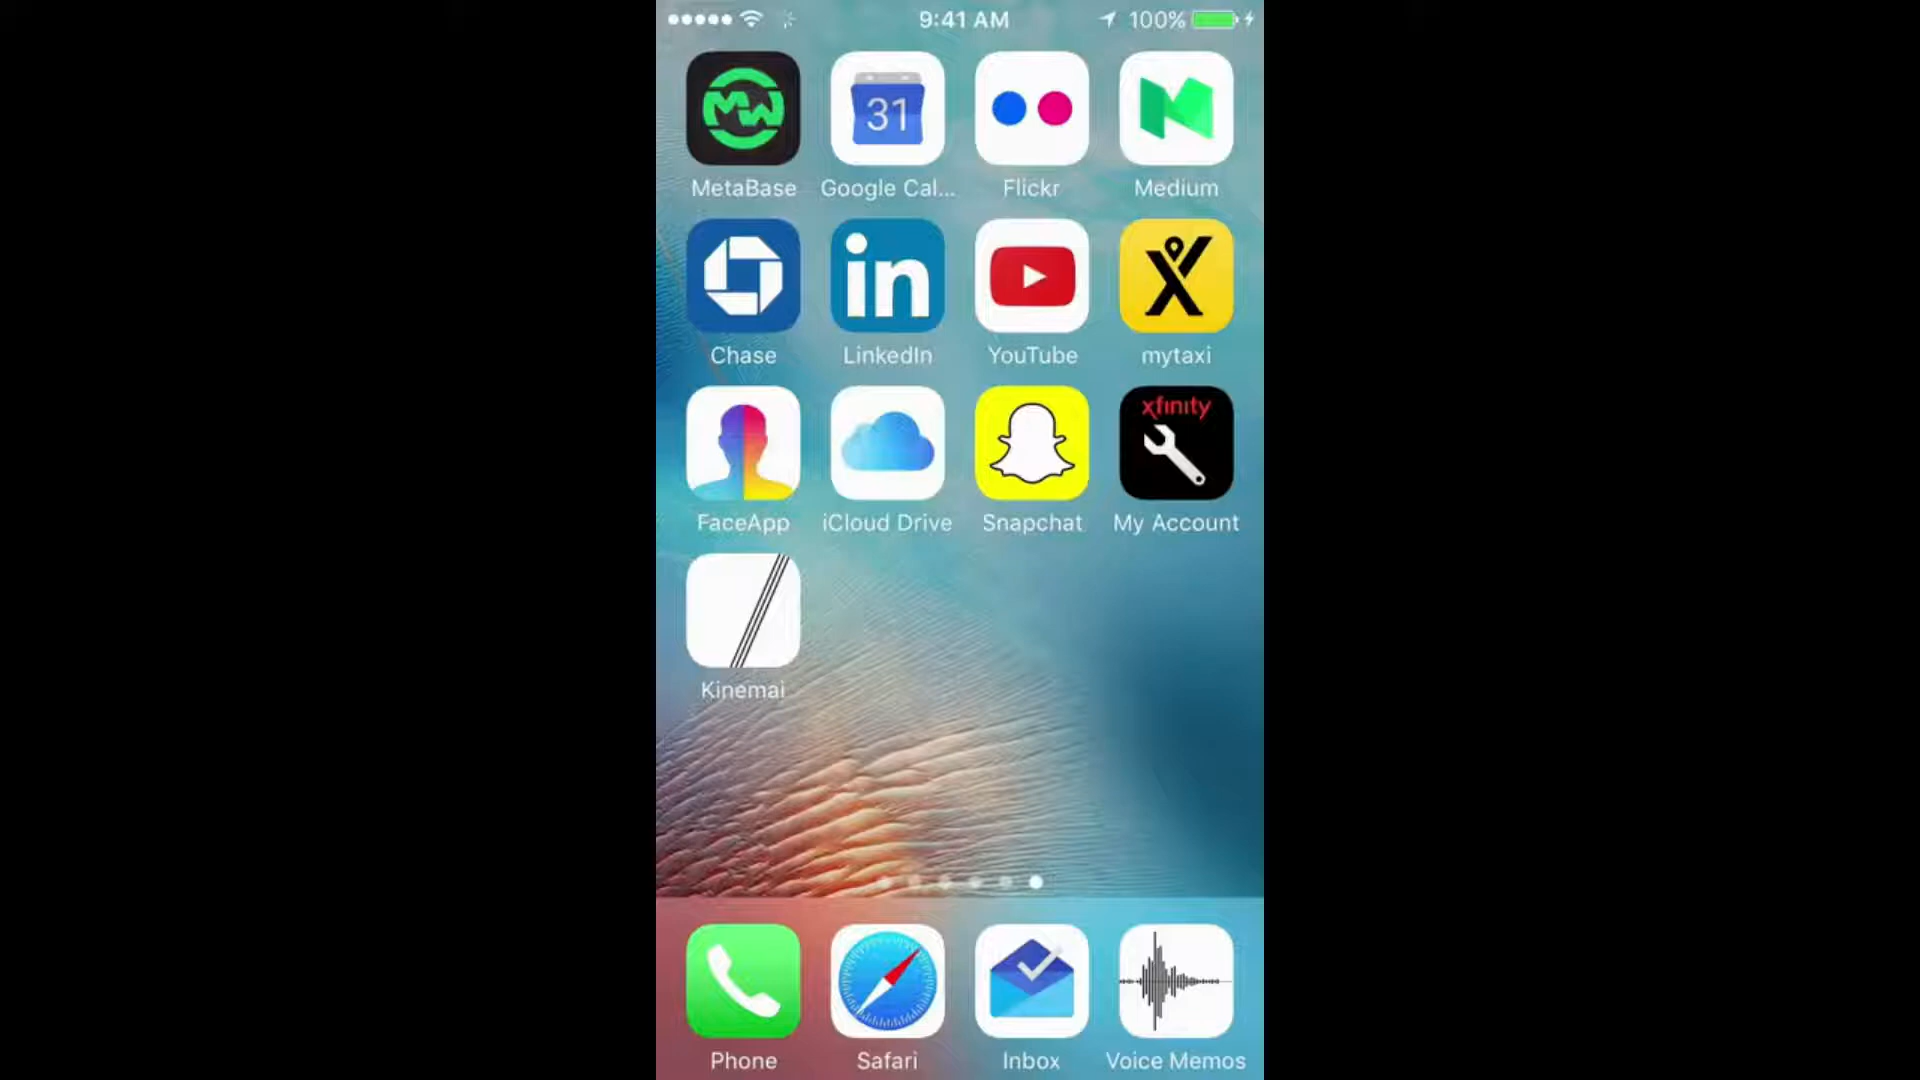 9:41 AM 100%
MW 31
MetaBase Google Cal... Flickr Medium
in
Chase LinkedIn YouTube mytaxi
xfinity
FaceApp iCloud Drive Snapchat My Account
Kinemai
Phone Safari Inbox Voice Memos